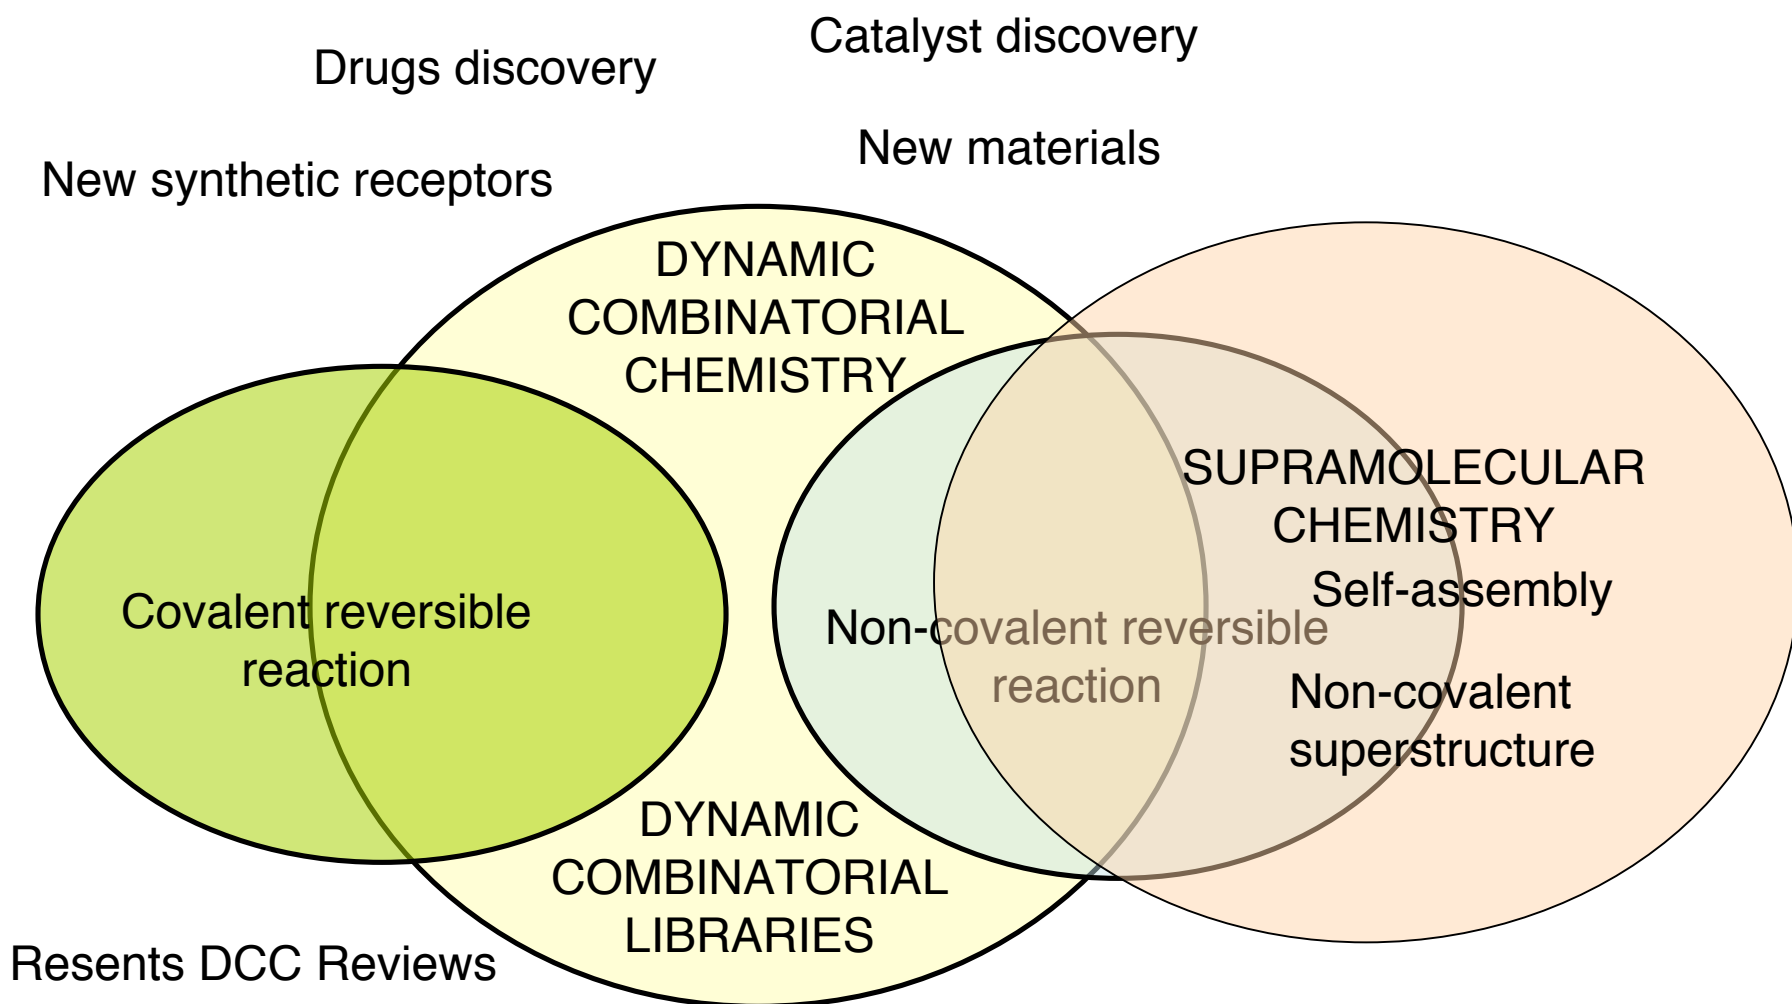 Catalyst discovery
Drugs discovery
New materials
New synthetic receptors
DYNAMIC
COMBINATORIAL
CHEMISTRY
SUPRAMOLECULAR
CHEMISTRY
Self-assembly
Covalent reversible
reaction
Non-covalent reversible
reaction
Non-covalent
superstructure
DYNAMIC
COMBINATORIAL
LIBRARIES
Resents DCC Reviews